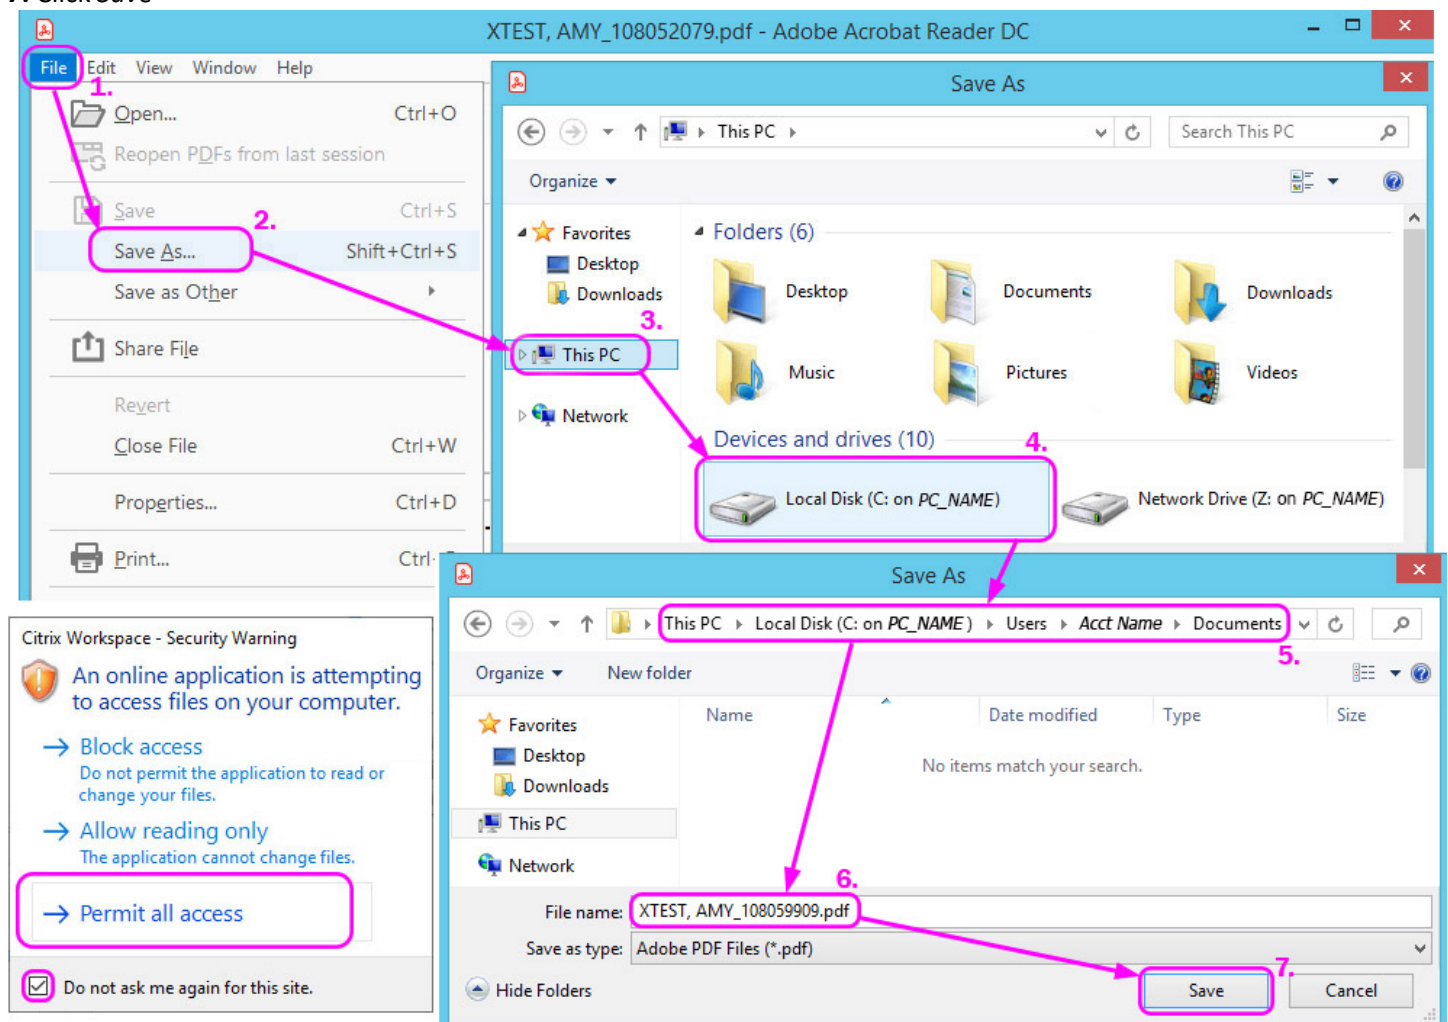 7. Click Save
XTEST, AMY_108052079.pdf - Adobe Acrobat Reader DC
File Edit View Window Help
1.
Open... Ctrl+O
Reopen PDFs from last session
Save Ctrl+S
2.
Save As... Shift+Ctrl+S
Save as Other
Share File
Revert
Close File Ctrl+W
Properties... Ctrl+D
Print... Ctrl
Save As
This PC
Search This PC
Organize
Favorites
Desktop
Downloads
3.
This PC
Network
Folders (6)
Desktop
Documents
Downloads
Music
Pictures
Videos
Devices and drives (10)
4.
Local Disk (C: on PC_NAME)
Network Drive (Z: on PC_NAME)
Save As
This PC Local Disk (C: on PC_NAME) Users Acct Name Documents
5.
Organize New folder
Favorites
Desktop
Downloads
This PC
Network
Name Date modified Type Size
No items match your search.
6.
File name: XTEST, AMY_108059909.pdf
Save as type: Adobe PDF Files (*.pdf)
7.
Hide Folders
Save
Cancel
Citrix Workspace - Security Warning
An online application is attempting
to access files on your computer.
Block access
Do not permit the application to read or
change your files.
Allow reading only
The application cannot change files.
Permit all access
Do not ask me again for this site.